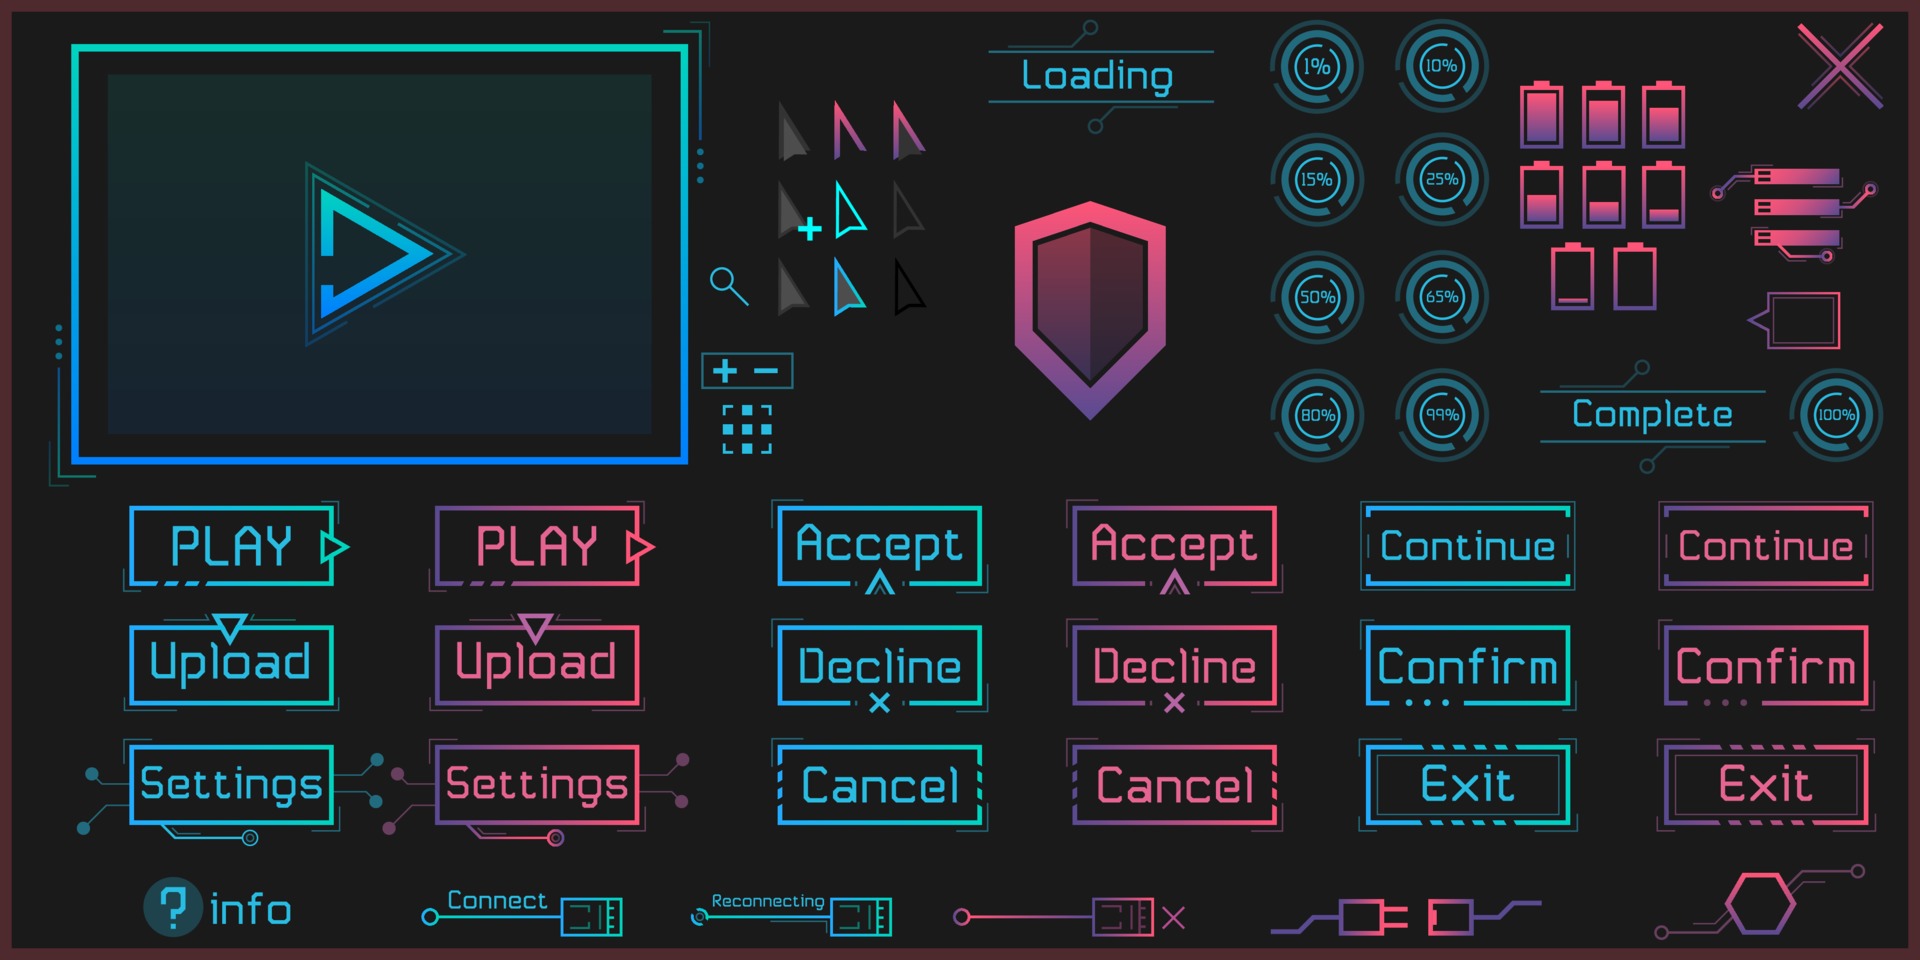 Loading
1%
10%
15%
25%
50%
65%
80%
99%
Complete
100%
PLAY
PLAY
Accept
Accept
Continue
Continue
Upload
Upload
Decline
Decline
Confirm
Confirm
Settings
Settings
Cancel
Cancel
Exit
Exit
? info
Connect
Reconnecting